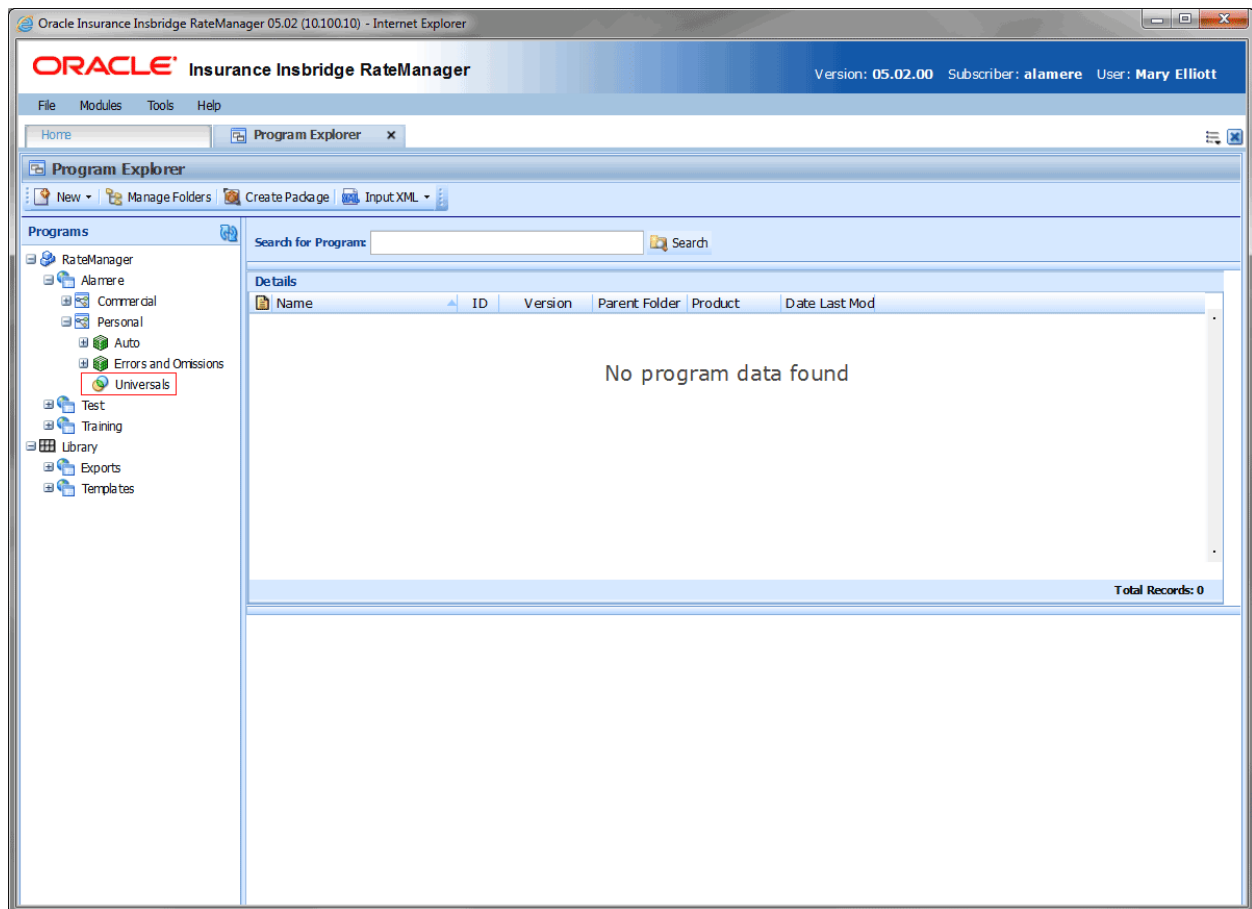 Oracle Insurance Insbridge RateManager 05.02 (10.100.10) - Internet Explorer
ORACLE® Insurance Insbridge RateManager
Version: 05.02.00 Subscriber: alamere User: Mary Elliott
File Modules Tools Help
Home Program Explorer x
Program Explorer
New Manage Folders Create Package Input XML
Programs
Search for Program: Search
RateManager
Alamere
Commercial
Personal
Auto
Errors and Omissions
Universals
Test
Training
Library
Exports
Templates
Details
Name ID Version Parent Folder Product Date Last Mod
No program data found
Total Records: 0